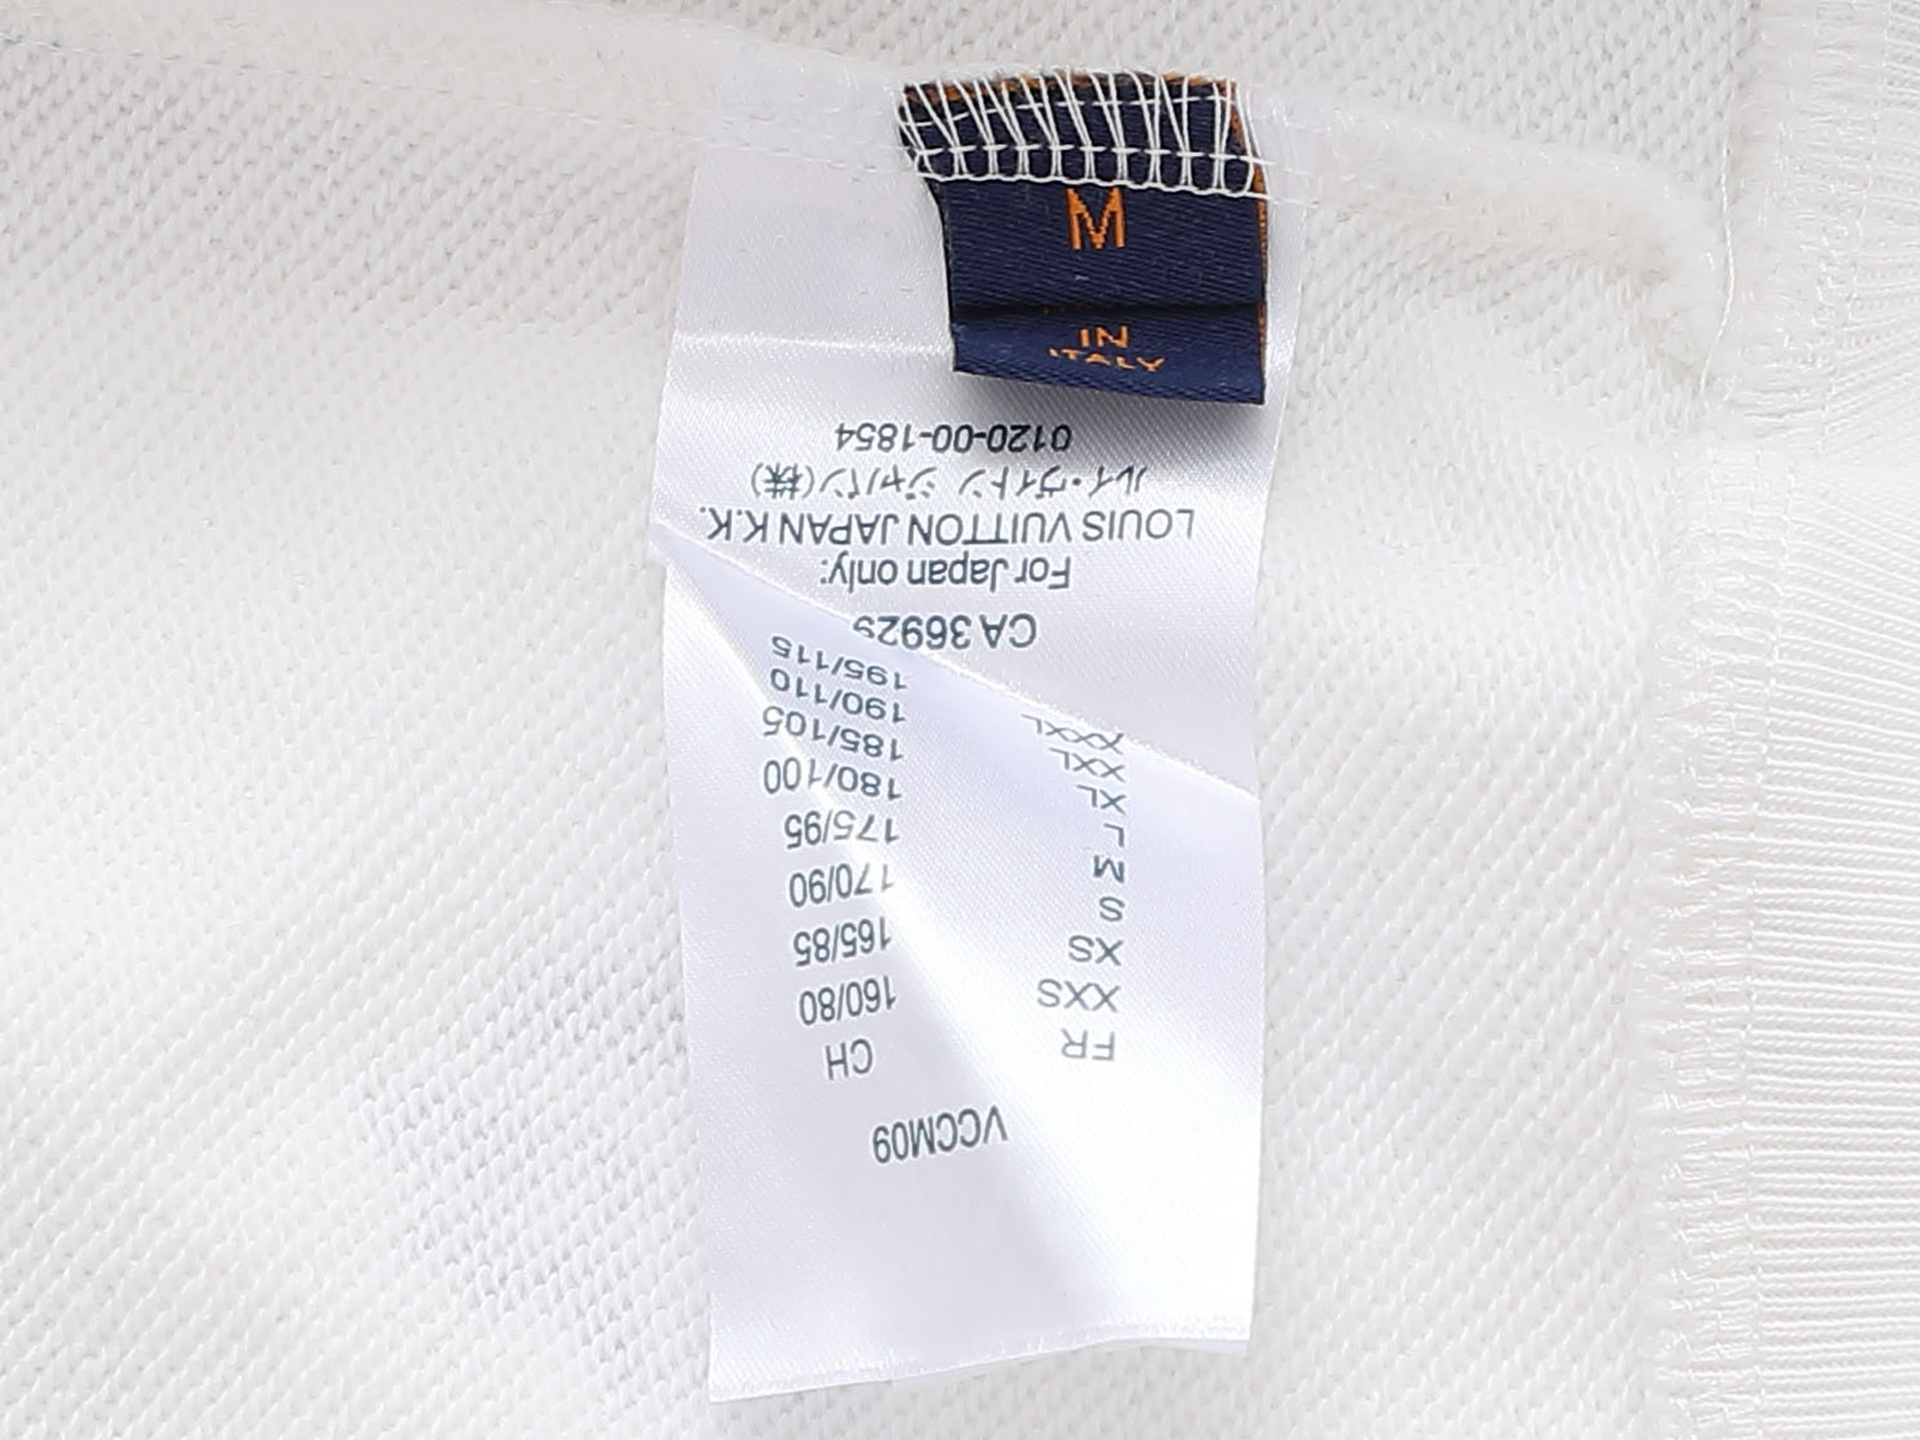 M
IN
ITALY
VCCM09
FR CH
XXS 160/80
XS 165/85
S 170/90
M 175/95
L 180/100
XL 185/105
XXL 190/110
XXXL 195/115
CA 36929
For Japan only:
LOUIS VUITTON JAPAN K.K.
ルイ・ヴィトン ジャパン(株)
0120-00-1854